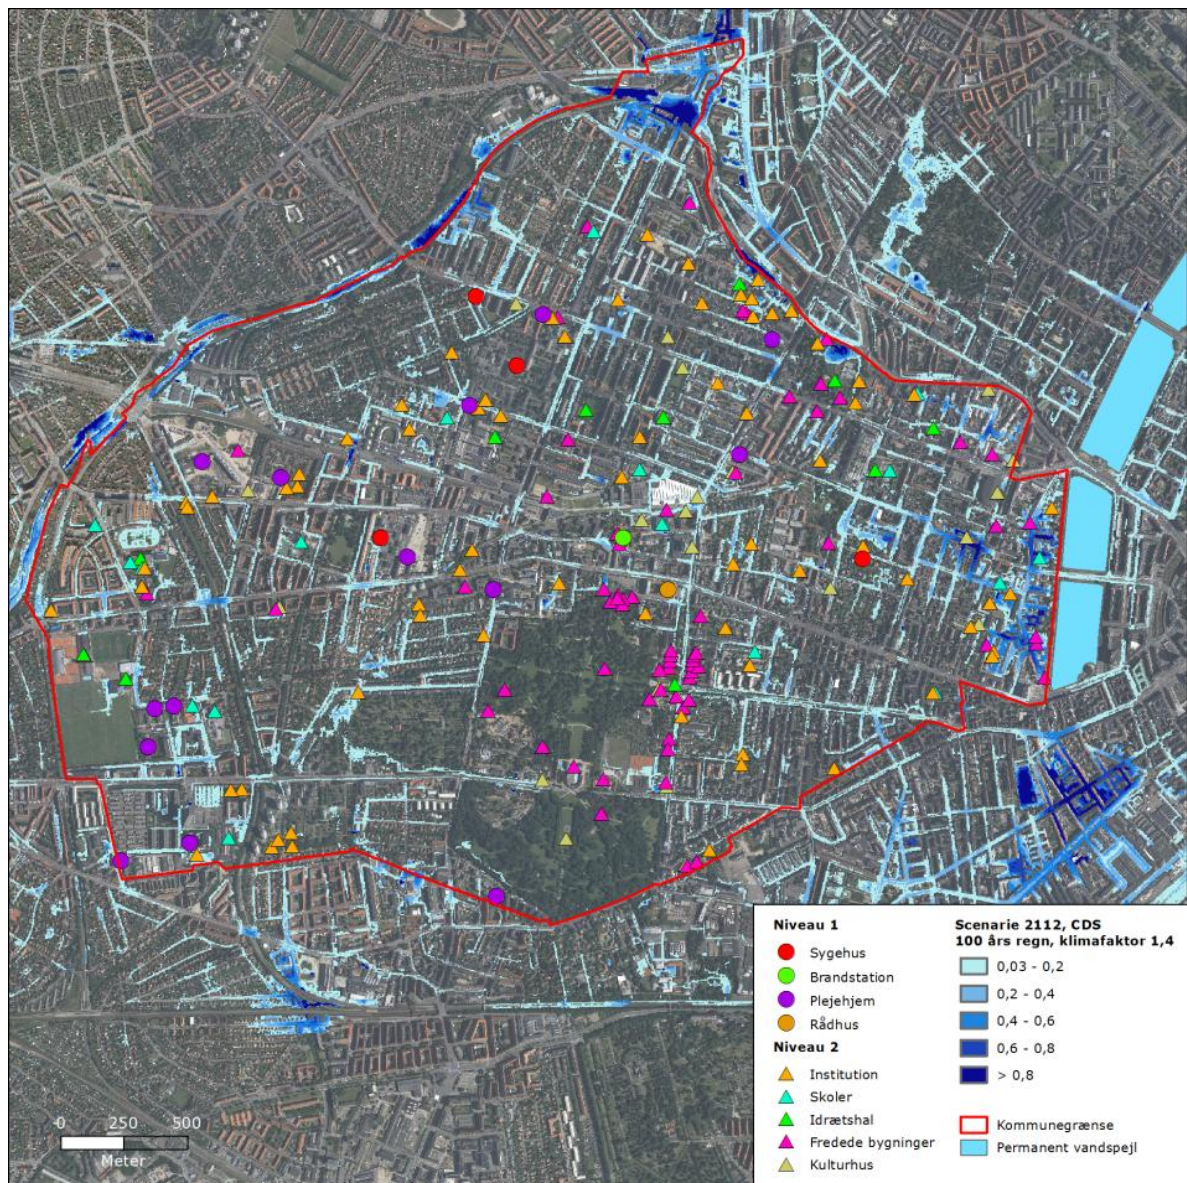 Niveau 1
Sygehus
Brandstation
Plejehjem
Rådhus
Niveau 2
Institution
Skoler
Idrætshal
Fredede bygninger
Kulturhus
Scenarie 2112, CDS
100 års regn, klimafaktor 1,4
0,03 - 0,2
0,2 - 0,4
0,4 - 0,6
0,6 - 0,8
> 0,8
Kommunegrænse
Permanent vandspejl
0 250 500
Meter